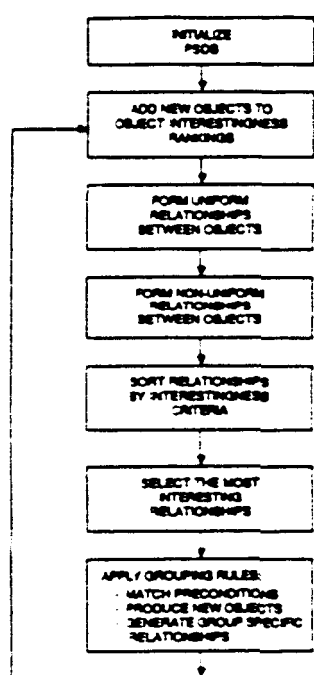 INITIALIZE
PSDB
ADD NEW OBJECTS TO
OBJECT INTERESTINGNESS
RANKINGS
FORM UNIFORM
RELATIONSHIPS
BETWEEN OBJECTS
FORM NON-UNIFORM
RELATIONSHIPS
BETWEEN OBJECTS
SORT RELATIONSHIPS
BY INTERESTINGNESS
CRITERIA
SELECT THE MOST
INTERESTING
RELATIONSHIPS
APPLY GROUPING RULES:
- MATCH PRECONDITIONS
- PRODUCE NEW OBJECTS
- GENERATE GROUP SPECIFIC
RELATIONSHIPS